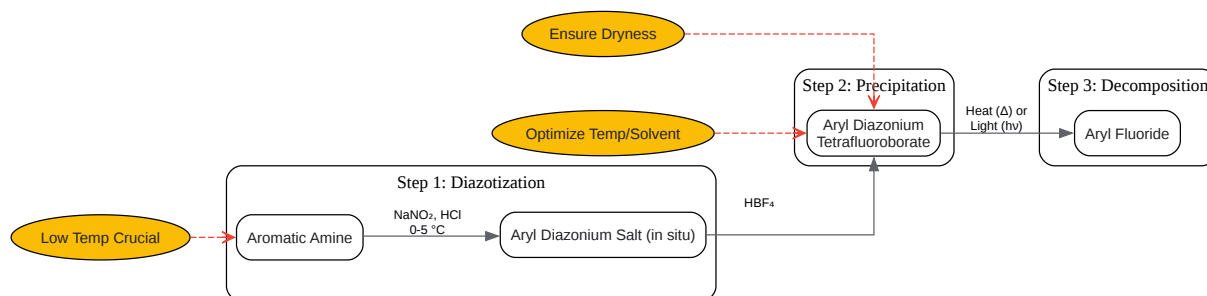 Ensure Dryness
Step 2: Precipitation
Step 3: Decomposition
Optimize Temp/Solvent
Aryl Diazonium
Tetrafluoroborate
Heat (Δ) or
Light (hν)
Aryl Fluoride
Step 1: Diazotization
Low Temp Crucial
Aromatic Amine
NaNO₂, HCl
0-5 °C
Aryl Diazonium Salt (in situ)
HBF₄